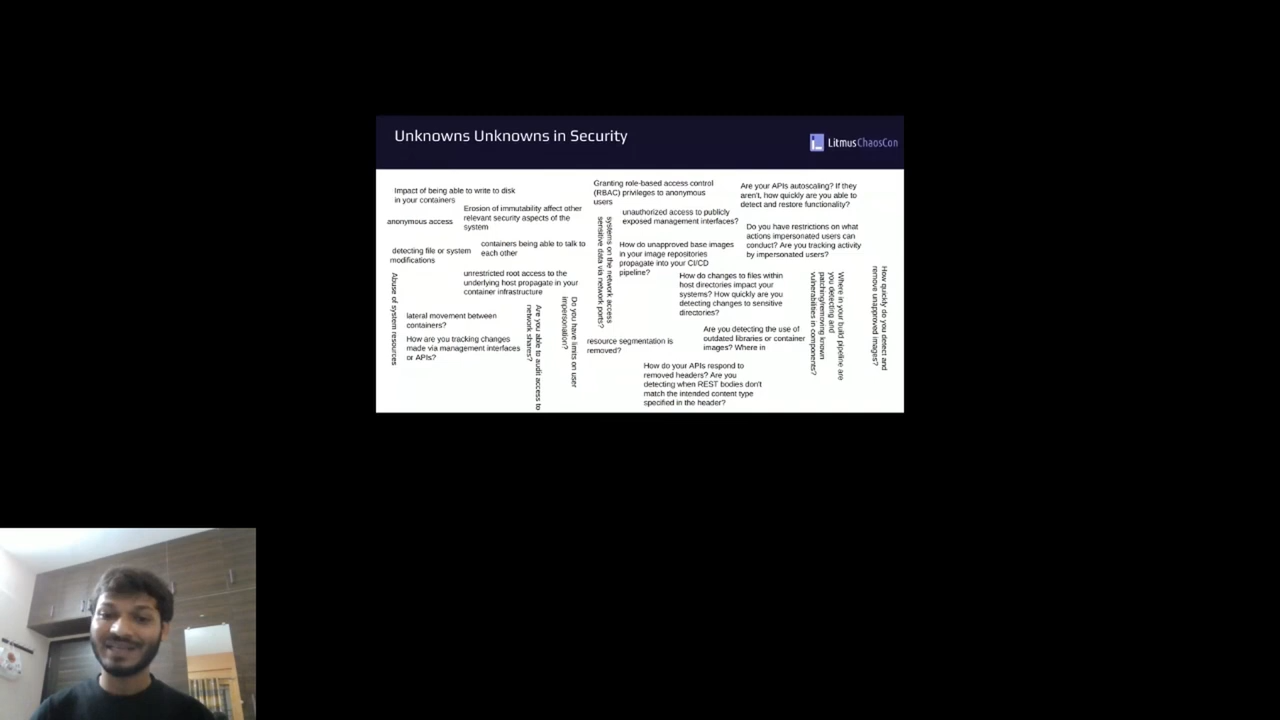 Unknowns Unknowns in Security
LitmusChaosCon
Impact of being able to write to disk
in your containers
anonymous access
Erosion of immutability affect other
relevant security aspects of the
system
detecting file or system
modifications
containers being able to talk to
each other
unrestricted root access to the
underlying host propagate in your
container infrastructure
Abuse of system resources
lateral movement between
containers?
How are you tracking changes
made via management interfaces
or APIs?
Are you able to audit access to
network shares?
Do you have limits on user
impersonation?
Granting role-based access control
(RBAC) privileges to anonymous
users
unauthorized access to publicly
exposed management interfaces?
systems on the network access
sensitive data via network ports?
How do unapproved base images
in your image repositories
propagate into your CI/CD
pipeline?
resource segmentation is
removed?
How do changes to files within
host directories impact your
systems? How quickly are you
detecting changes to sensitive
directories?
Are you detecting the use of
outdated libraries or container
images? Where in
How do your APIs respond to
removed headers? Are you
detecting when REST bodies don't
match the intended content type
specified in the header?
Are your APIs autoscaling? If they
aren't, how quickly are you able to
detect and restore functionality?
Do you have restrictions on what
actions impersonated users can
conduct? Are you tracking activity
by impersonated users?
Where in your build pipeline are
you detecting and
patching/removing known
vulnerabilities in components?
How quickly do you detect and
remove unapproved images?